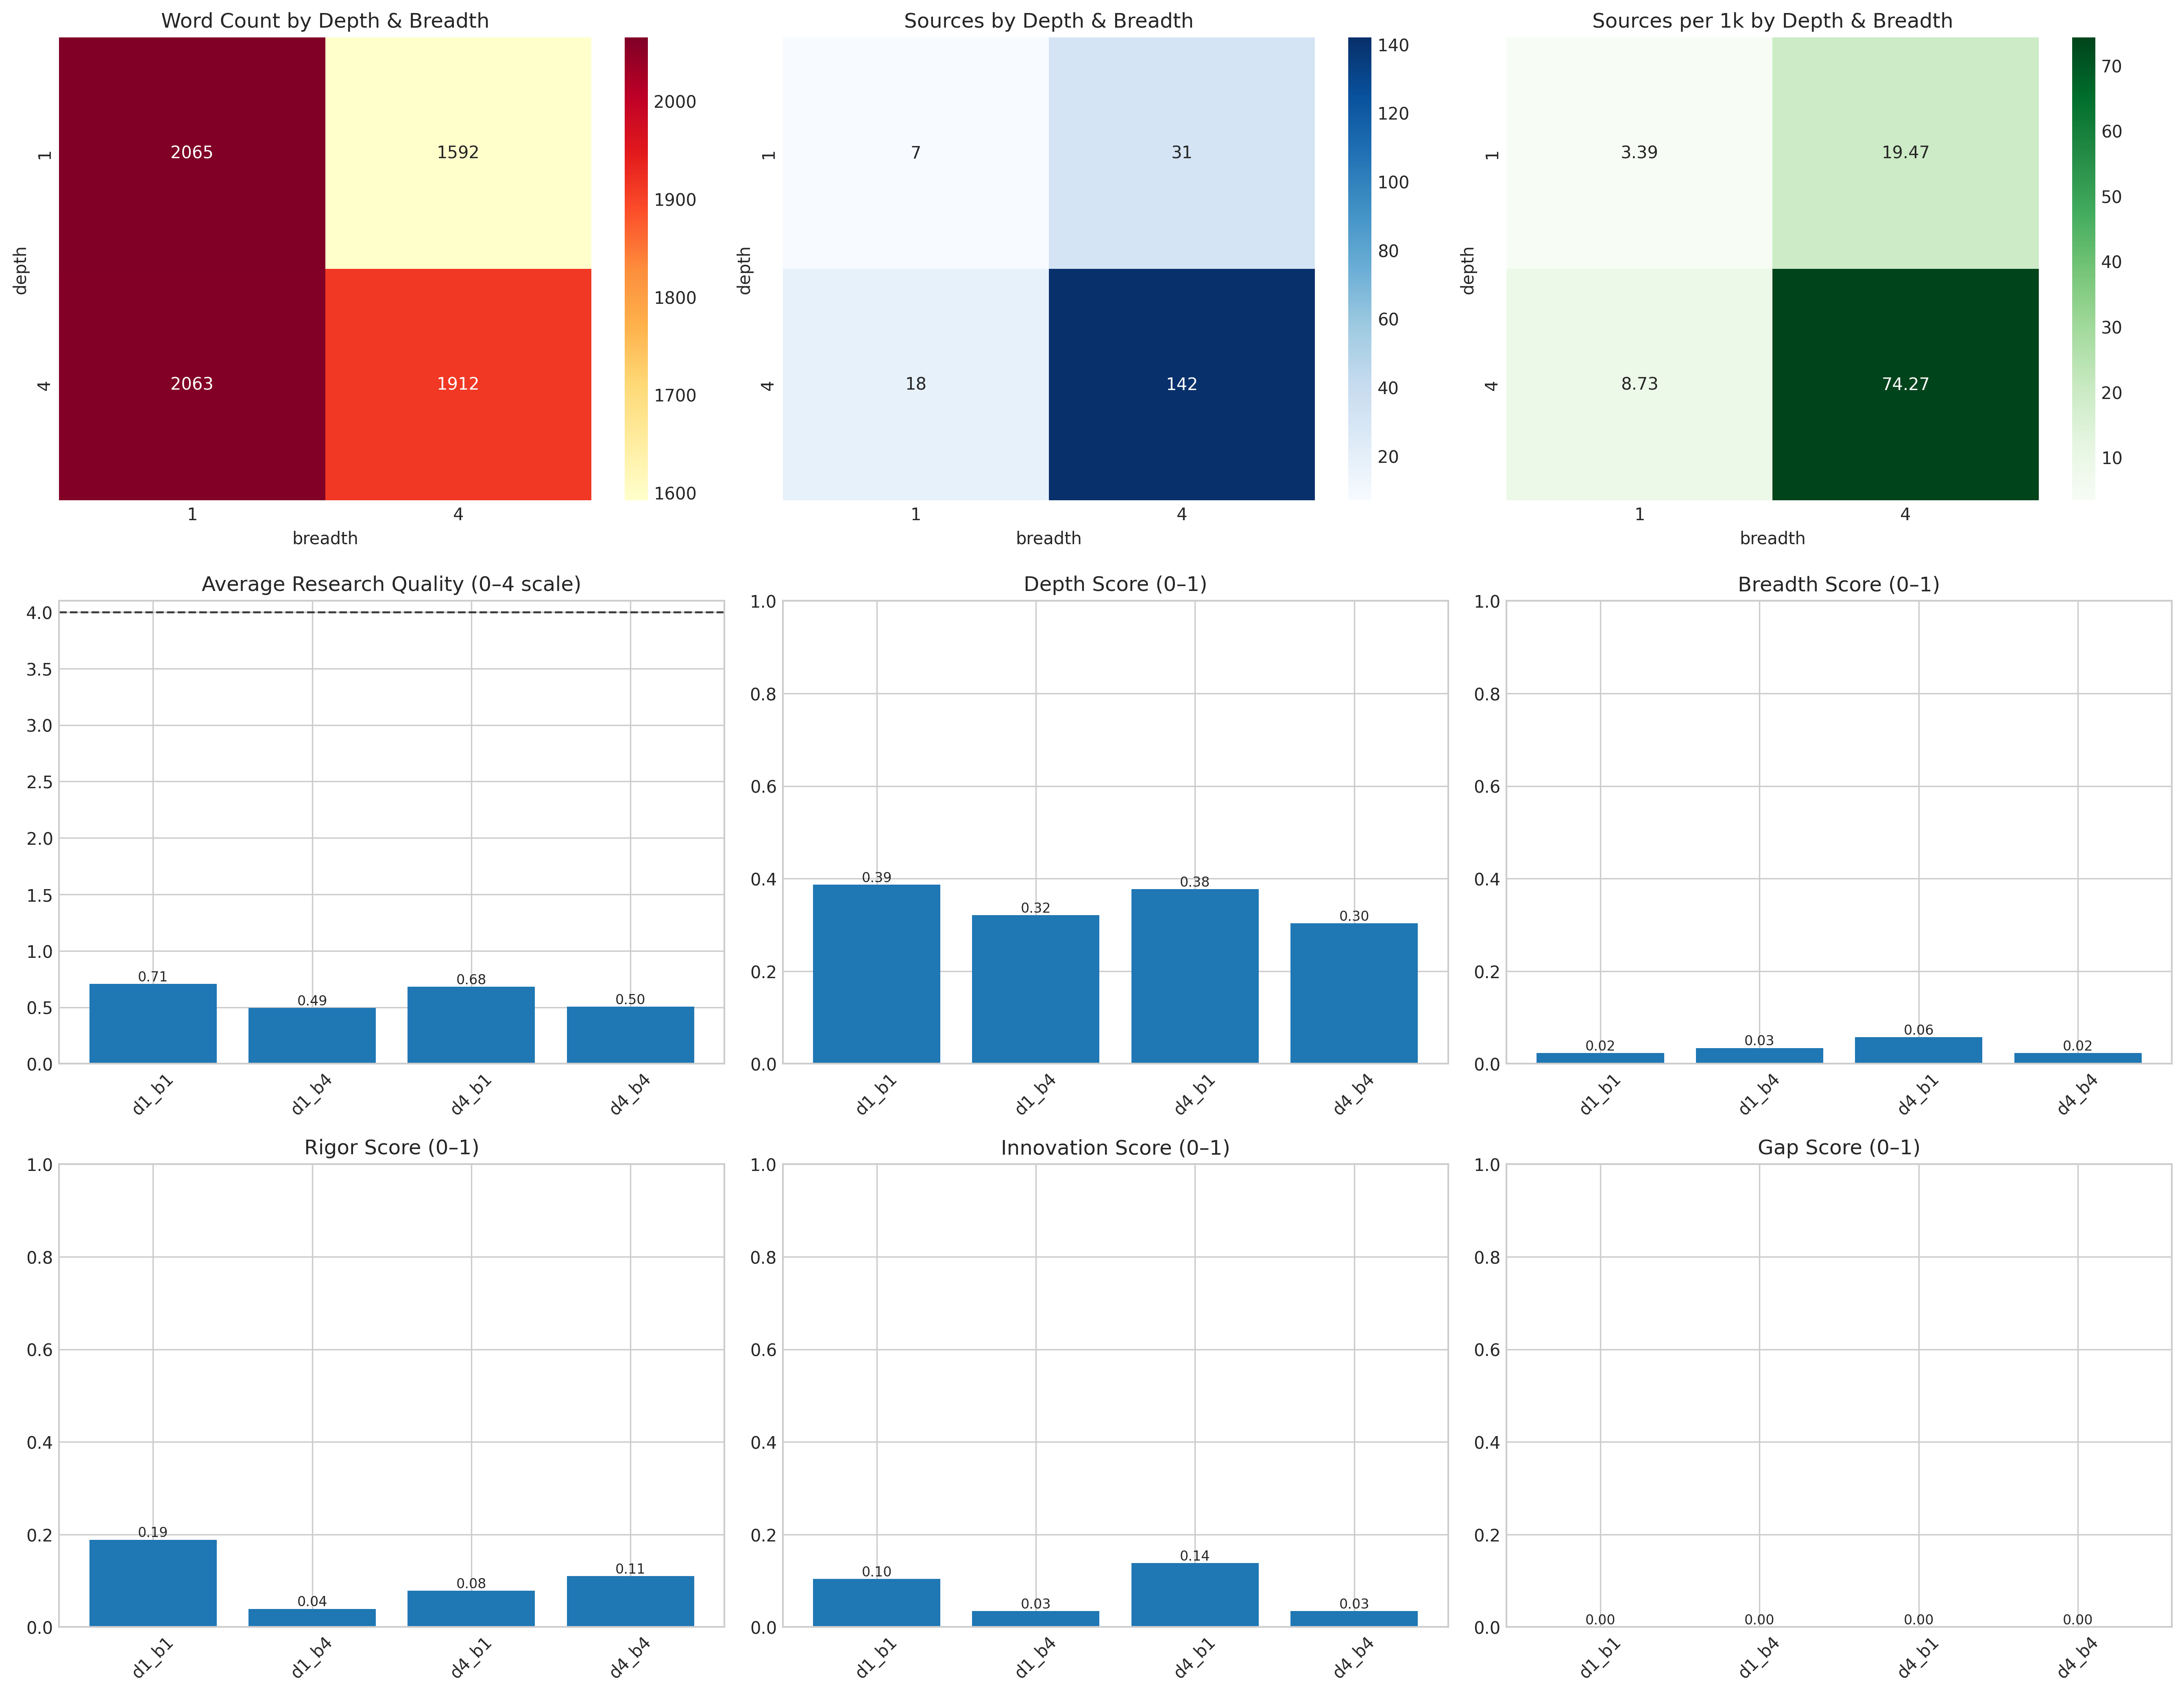 Word Count by Depth & Breadth
2065
1592
2063
1912
1
4
depth
1
4
breadth
2000
1900
1800
1700
1600
Sources by Depth & Breadth
7
31
18
142
1
4
depth
1
4
breadth
140
120
100
80
60
40
20
Sources per 1k by Depth & Breadth
3.39
19.47
8.73
74.27
1
4
depth
1
4
breadth
70
60
50
40
30
20
10
Average Research Quality (0–4 scale)
4.0
3.5
3.0
2.5
2.0
1.5
1.0
0.5
0.0
0.71
0.49
0.68
0.50
d1_b1
d1_b4
d4_b1
d4_b4
Depth Score (0–1)
1.0
0.8
0.6
0.4
0.2
0.0
0.39
0.32
0.38
0.30
d1_b1
d1_b4
d4_b1
d4_b4
Breadth Score (0–1)
1.0
0.8
0.6
0.4
0.2
0.0
0.02
0.03
0.06
0.02
d1_b1
d1_b4
d4_b1
d4_b4
Rigor Score (0–1)
1.0
0.8
0.6
0.4
0.2
0.0
0.19
0.04
0.08
0.11
d1_b1
d1_b4
d4_b1
d4_b4
Innovation Score (0–1)
1.0
0.8
0.6
0.4
0.2
0.0
0.10
0.03
0.14
0.03
d1_b1
d1_b4
d4_b1
d4_b4
Gap Score (0–1)
1.0
0.8
0.6
0.4
0.2
0.0
0.00
0.00
0.00
0.00
d1_b1
d1_b4
d4_b1
d4_b4